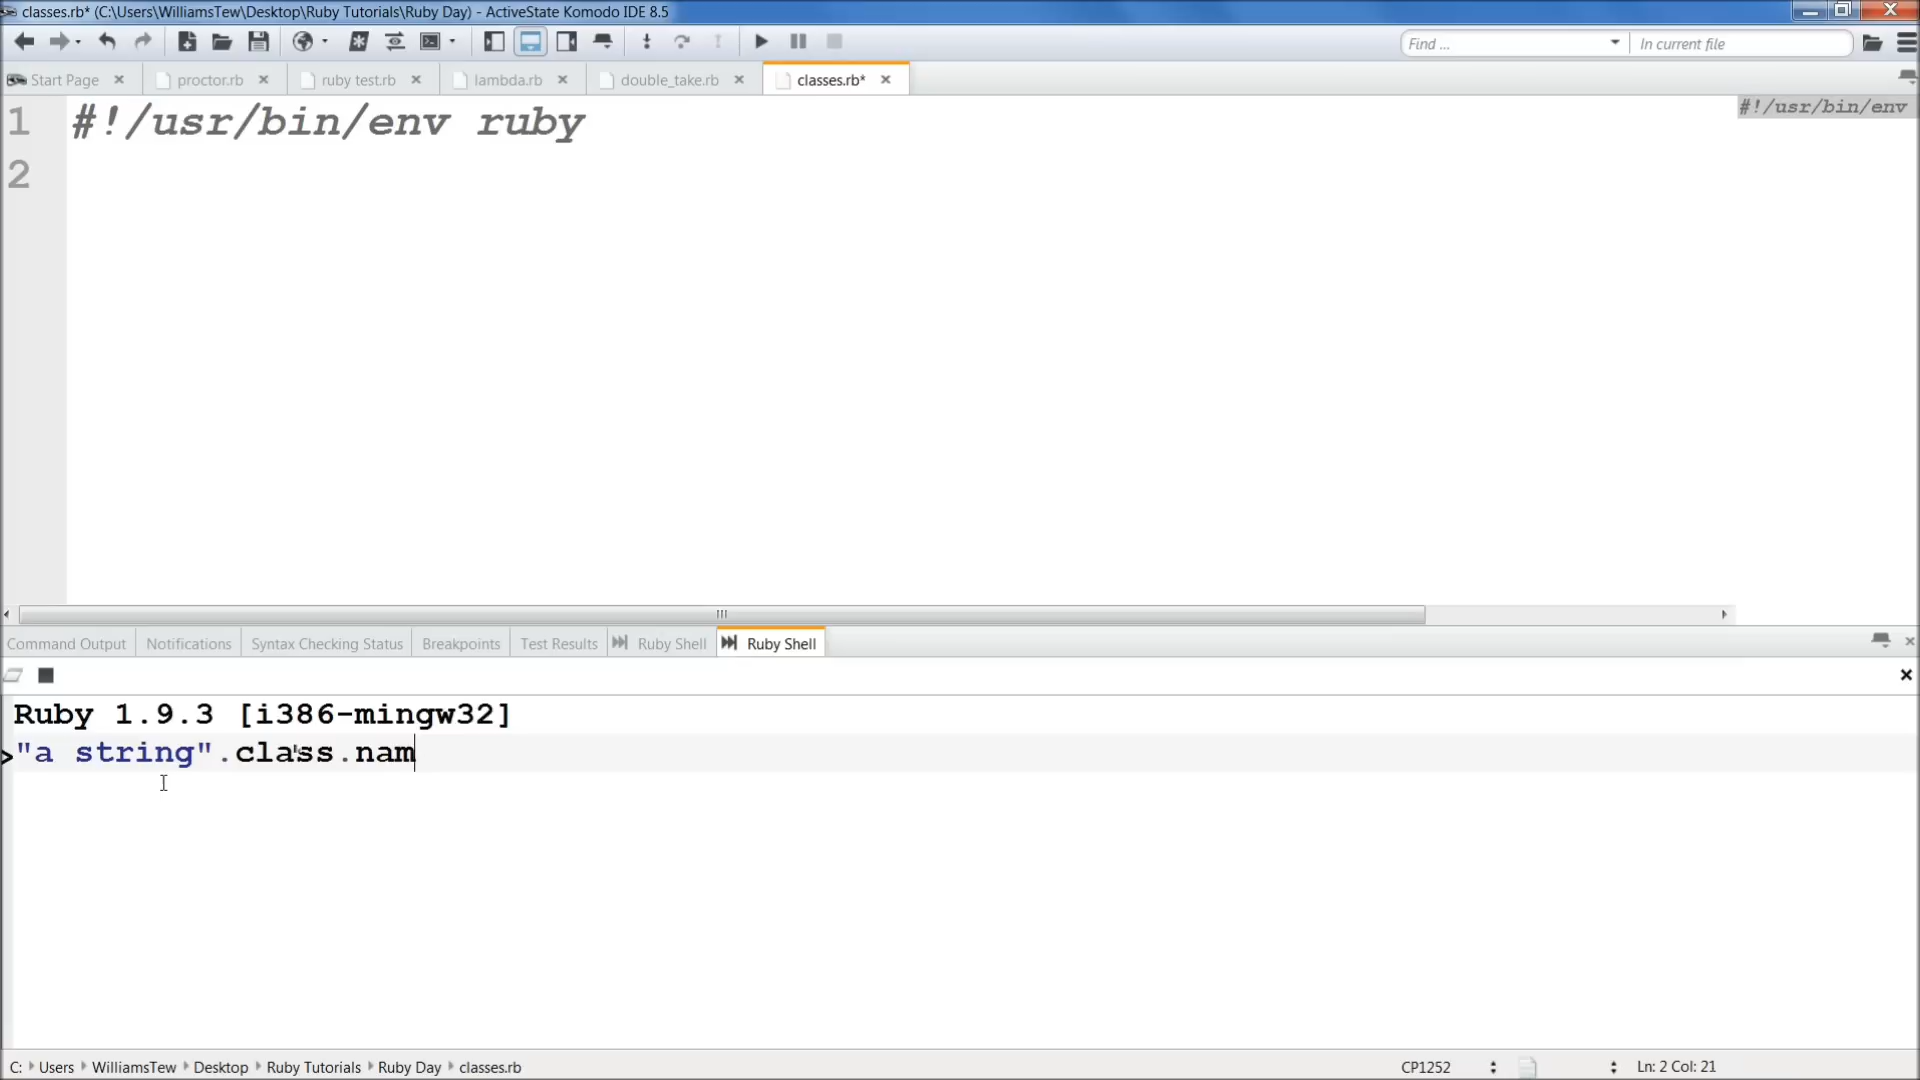 classes.rb* (C:\Users\WilliamsTew\Desktop\Ruby Tutorials\Ruby Day) - ActiveState Komodo IDE 8.5
Find ...
In current file
Start Page
proctor.rb
ruby test.rb
lambda.rb
double_take.rb
classes.rb*
1 #!/usr/bin/env ruby
2
#!/usr/bin/env
Command Output
Notifications
Syntax Checking Status
Breakpoints
Test Results
Ruby Shell
Ruby Shell
Ruby 1.9.3 [i386-mingw32]
>"a string".class.nam
C: Users WilliamsTew Desktop Ruby Tutorials Ruby Day classes.rb
CP1252
Ln: 2 Col: 21